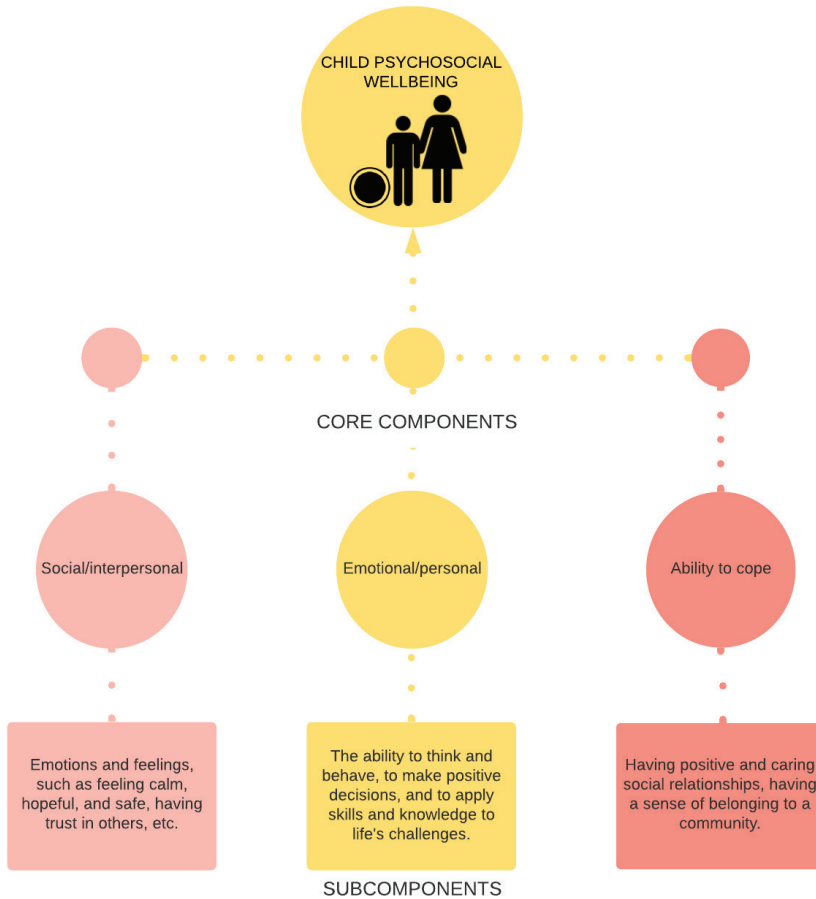 CHILD PSYCHOSOCIAL
WELLBEING
CORE COMPONENTS
Social/interpersonal
Emotional/personal
Ability to cope
Emotions and feelings,
such as feeling calm,
hopeful, and safe, having
trust in others, etc.
The ability to think and
behave, to make positive
decisions, and to apply
skills and knowledge to
life's challenges.
Having positive and caring
social relationships, having
a sense of belonging to a
community.
SUBCOMPONENTS